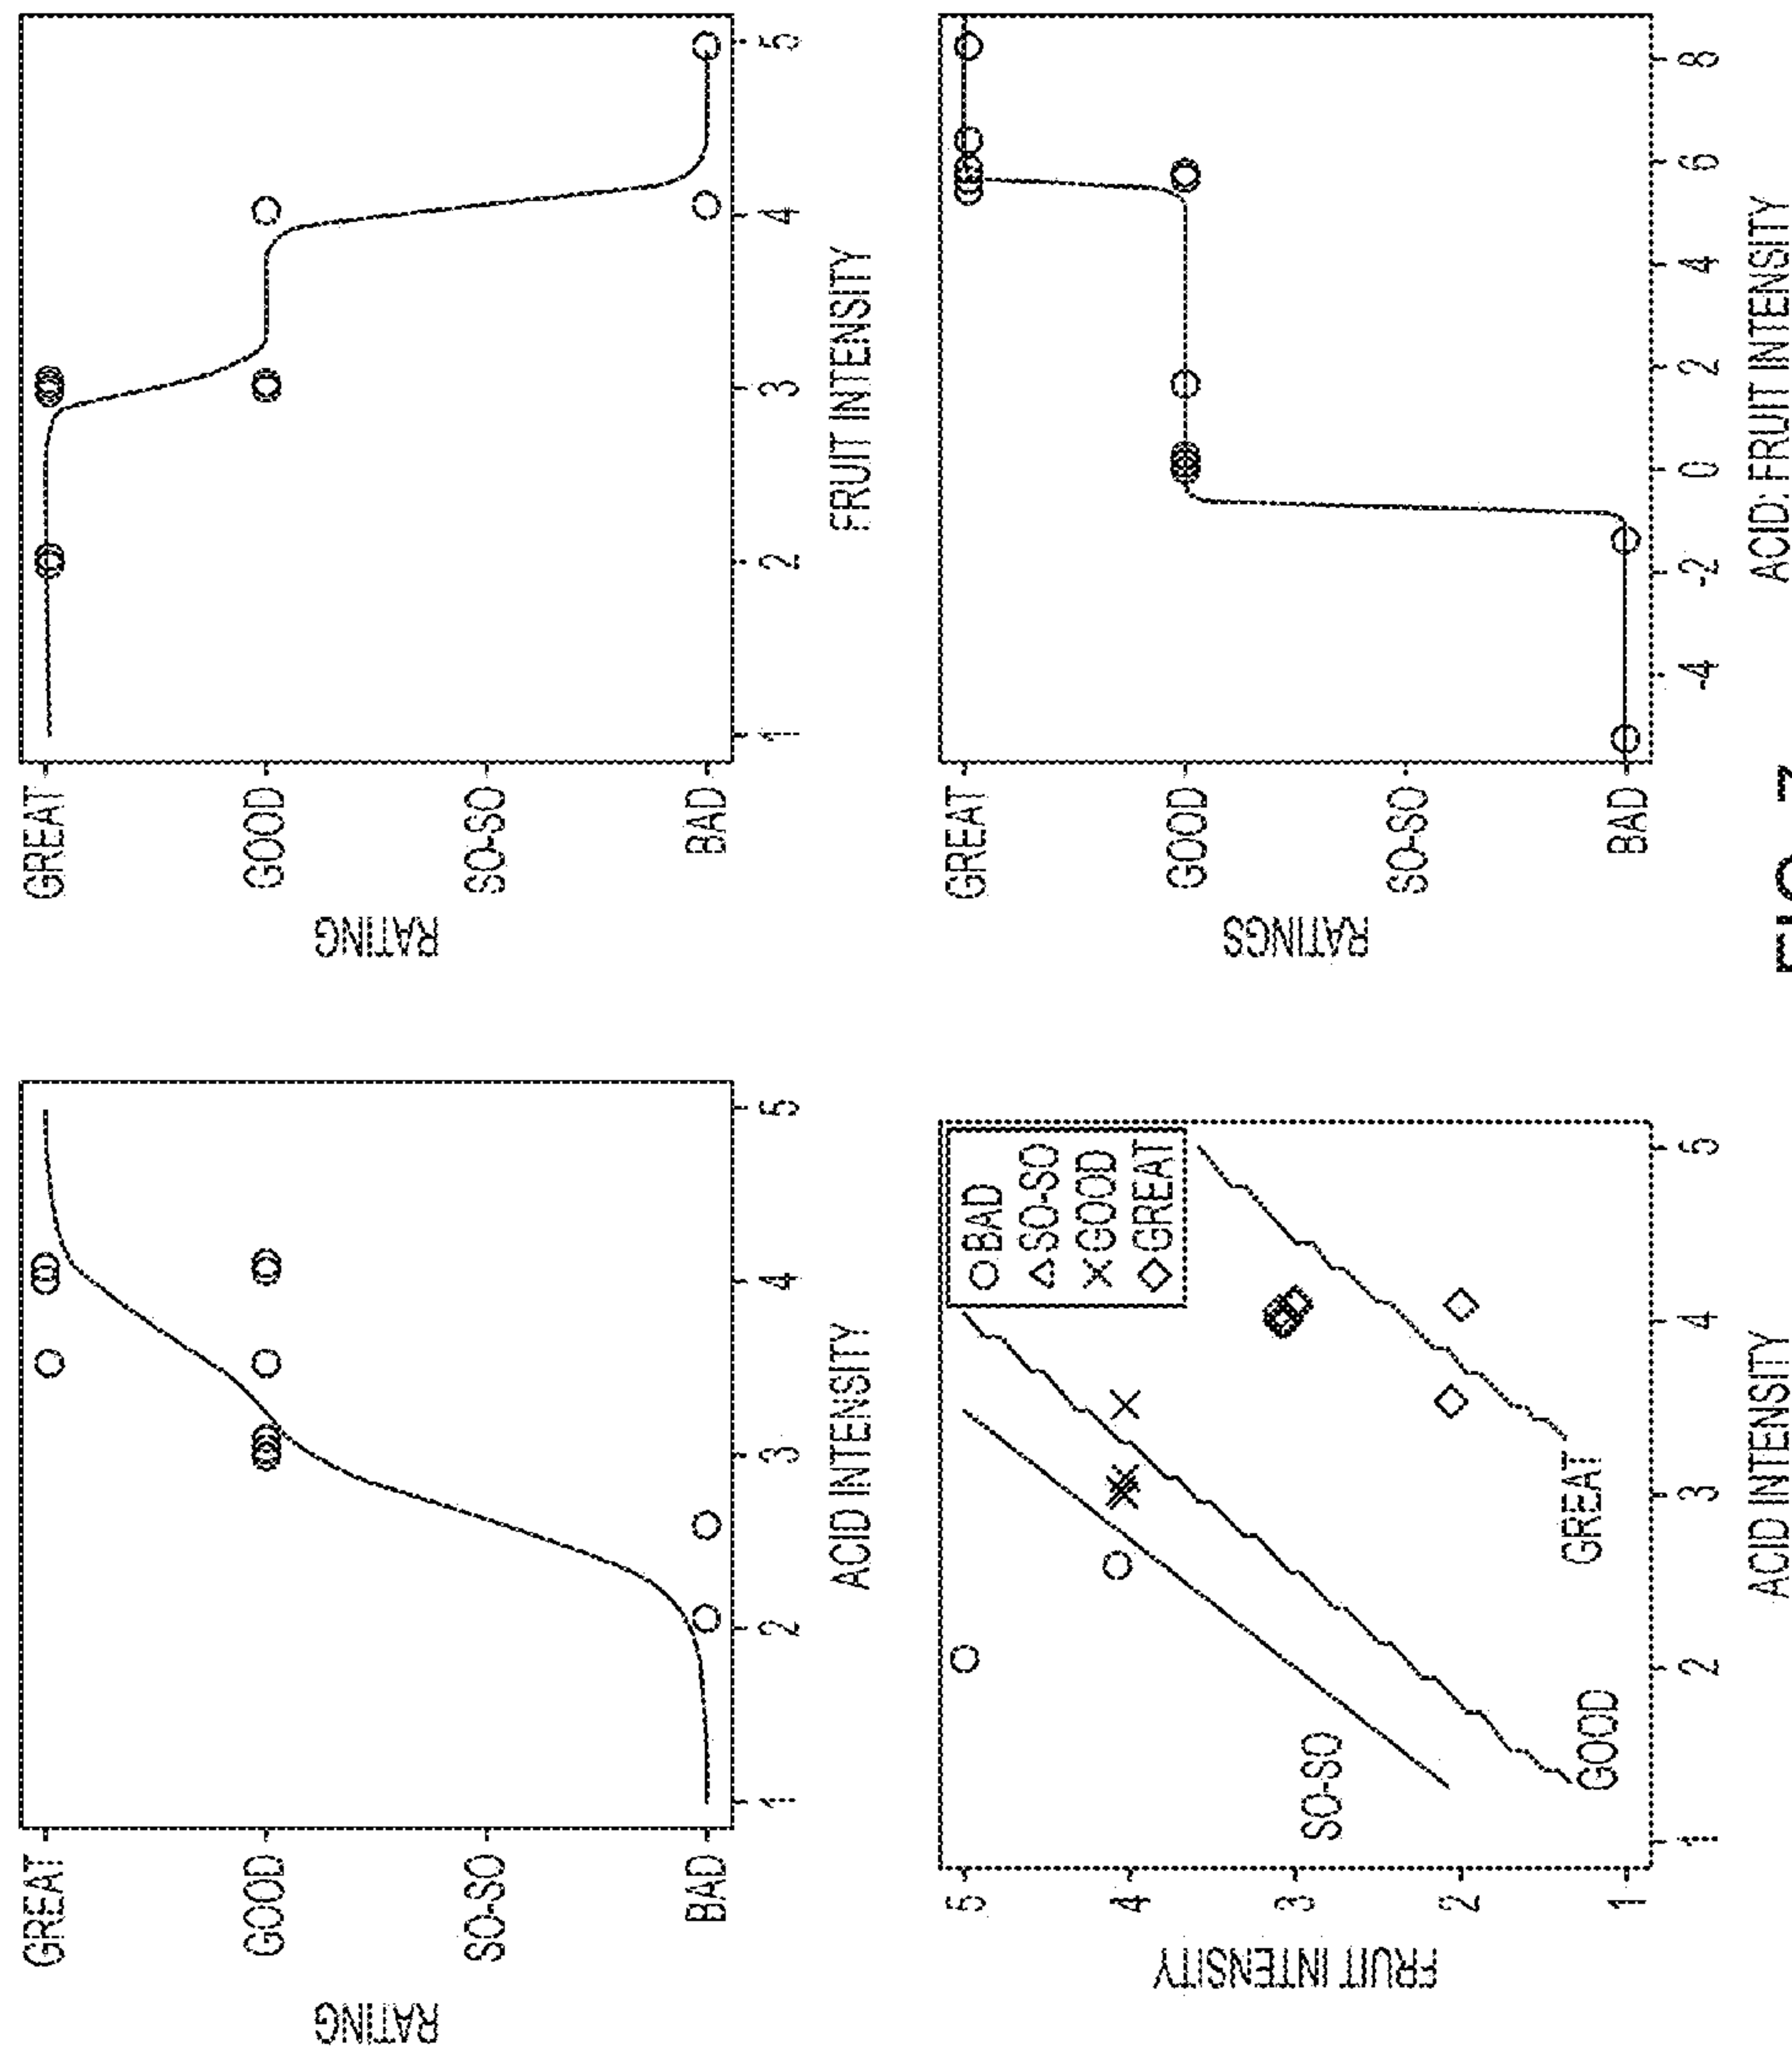 GREAT
GOOD
SO-SO
BAD
RATING
1 2 3 4 5
ACID INTENSITY
GREAT
GOOD
SO-SO
BAD
RATING
1 2 3 4 5
FRUIT INTENSITY
5
4
3
2
1
FRUIT INTENSITY
SO-SO
GOOD
GREAT
BAD
SO-SO
GOOD
GREAT
1 2 3 4 5
ACID INTENSITY
GREAT
GOOD
SO-SO
BAD
RATINGS
-4 -2 0 2 4 6 8
ACID: FRUIT INTENSITY